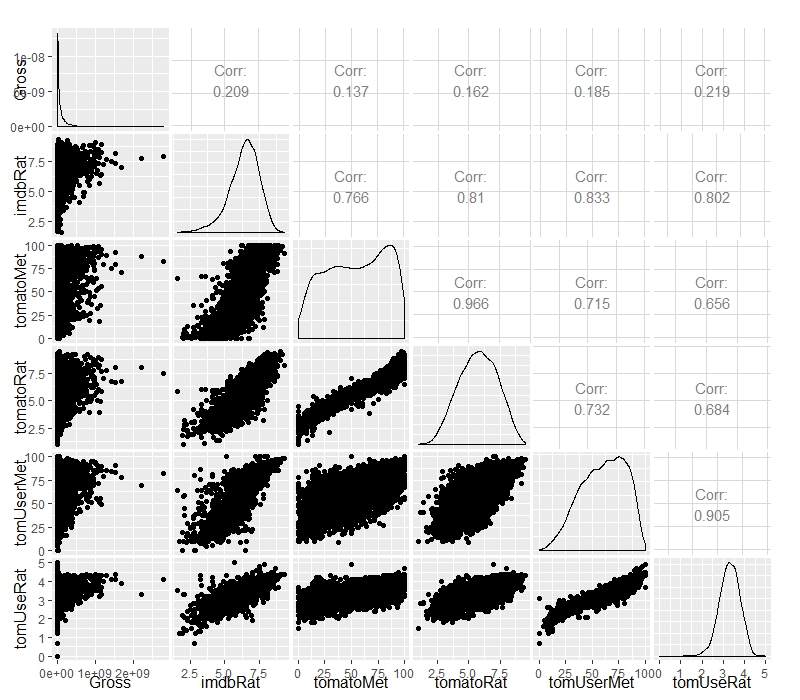 Gross
1e-08
0e+00
Corr:
0.209
Corr:
0.137
Corr:
0.162
Corr:
0.185
Corr:
0.219
imdbRat
7.5
5.0
2.5
Corr:
0.766
Corr:
0.81
Corr:
0.833
Corr:
0.802
tomatoMet
100
75
50
25
0
Corr:
0.966
Corr:
0.715
Corr:
0.656
tomatoRat
7.5
5.0
2.5
Corr:
0.732
Corr:
0.684
tomUserMet
100
75
50
25
0
Corr:
0.905
tomUseRat
5
4
3
2
1
0
0e+00 1e+09 2e+09
2.5 5.0 7.5
0 25 50 75 100
2.5 5.0 7.5
0 25 50 75 100
0 1 2 3 4 5
Gross imdbRat tomatoMet tomatoRat tomUserMet tomUseRat